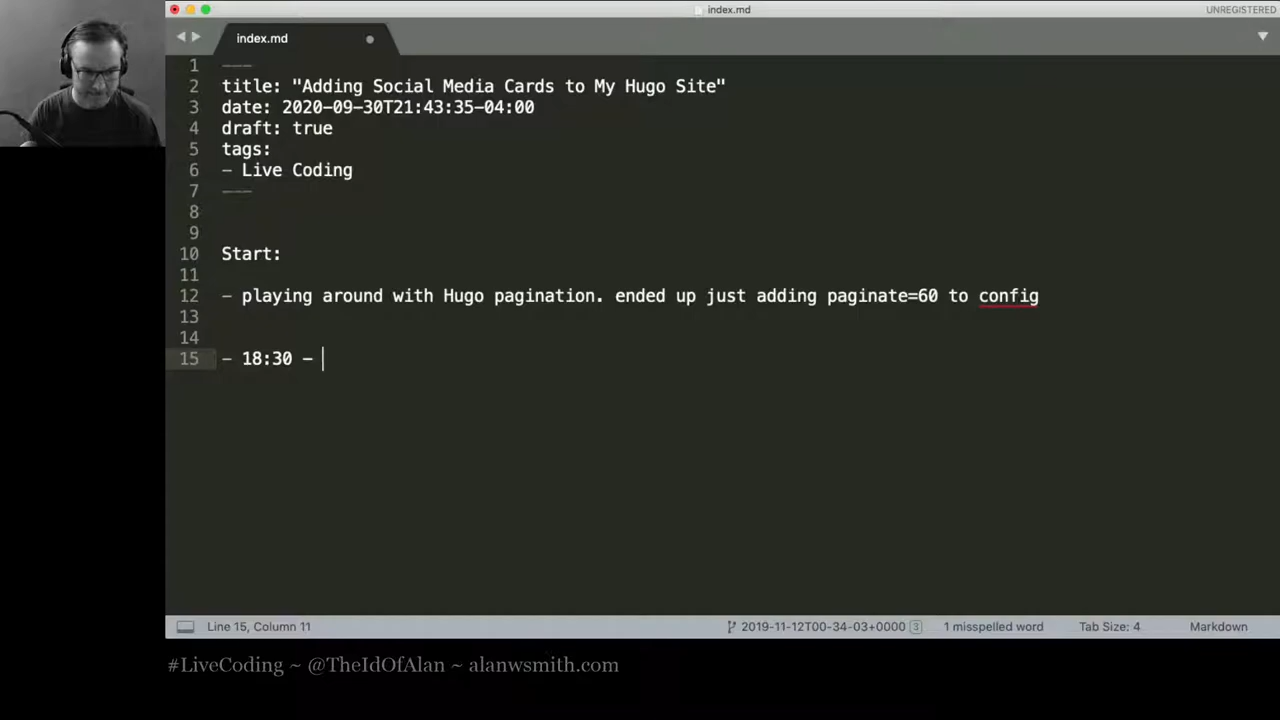 index.md
UNREGISTERED
index.md
1 ---
2 title: "Adding Social Media Cards to My Hugo Site"
3 date: 2020-09-30T21:43:35-04:00
4 draft: true
5 tags:
6 - Live Coding
7 ---
8
9
10 Start:
11
12 - playing around with Hugo pagination. ended up just adding paginate=60 to config
13
14
15 - 18:30 -
Line 15, Column 11 2019-11-12T00-34-03+0000 3 1 misspelled word Tab Size: 4 Markdown
#LiveCoding ~ @TheIdOfAlan ~ alanwsmith.com